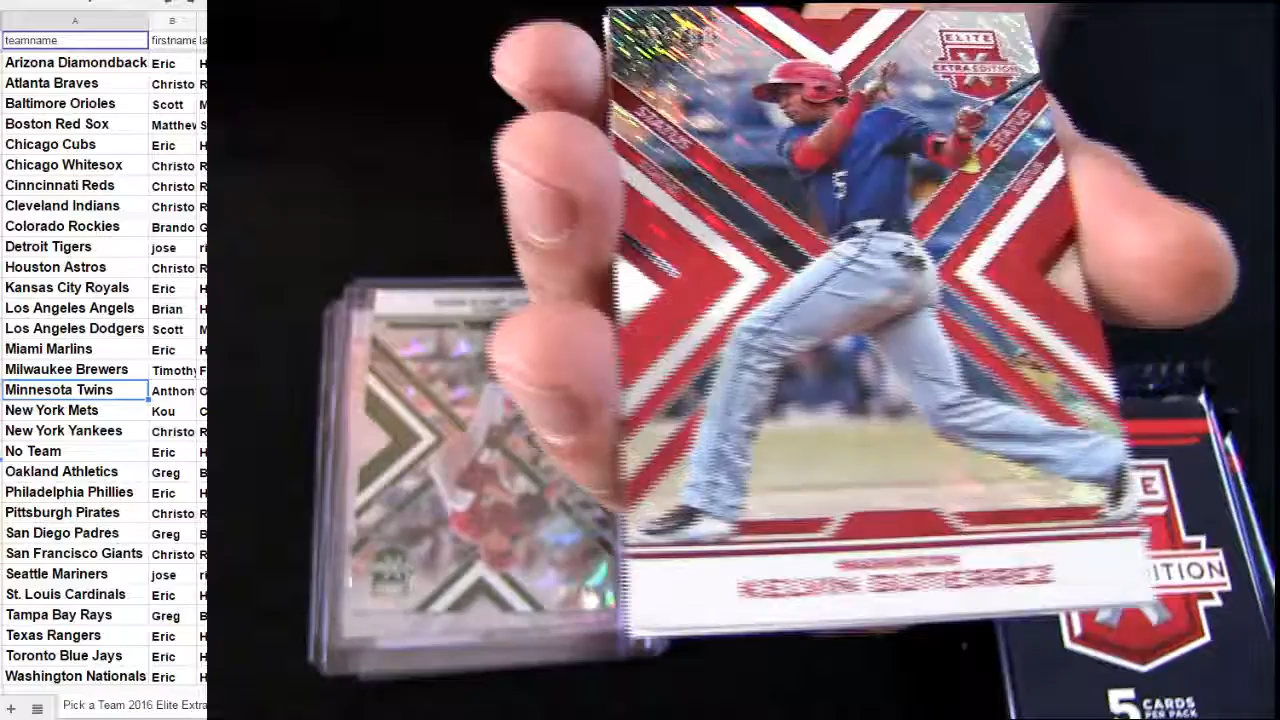 A B
teamname firstname la
Arizona Diamondback Eric H
Atlanta Braves Christo R
Baltimore Orioles Scott M
Boston Red Sox Matthew S
Chicago Cubs Eric H
Chicago Whitesox Christo R
Cinncinnati Reds Christo R
Cleveland Indians Christo R
Colorado Rockies Brando G
Detroit Tigers jose ri
Houston Astros Christo R
Kansas City Royals Eric H
Los Angeles Angels Brian H
Los Angeles Dodgers Scott M
Miami Marlins Eric H
Milwaukee Brewers Timothy F
Minnesota Twins Anthon O
New York Mets Kou C
New York Yankees Christo R
No Team Eric H
Oakland Athletics Greg B
Philadelphia Phillies Eric H
Pittsburgh Pirates Christo R
San Diego Padres Greg B
San Francisco Giants Christo R
Seattle Mariners jose ri
St. Louis Cardinals Eric H
Tampa Bay Rays Greg B
Texas Rangers Eric H
Toronto Blue Jays Eric H
Washington Nationals Eric H
Pick a Team 2016 Elite Extra
ELITE
EXTRA EDITION
STATUS
STATUS
KELVIN GUTIERREZ
5 CARDS
PER PACK